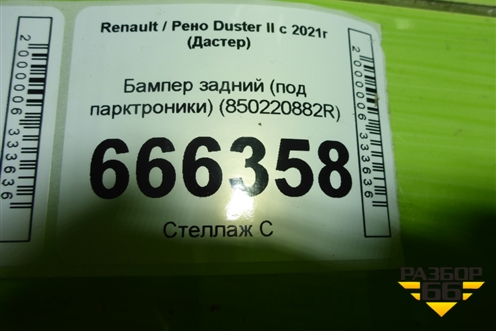 Renault / Рено Duster II с 2021г
(Дастер)
Бампер задний (под
парктроники) (850220882R)
666358
Стеллаж С
2000006333636
2000006333636
РАЗБОР
66